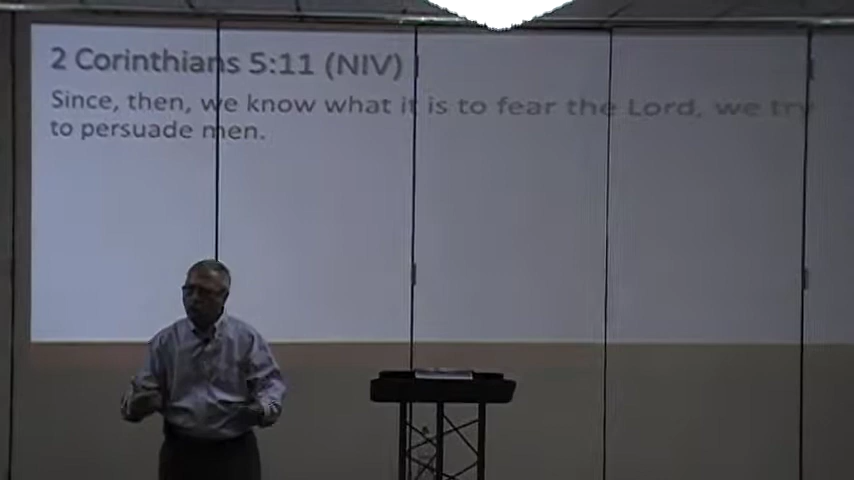 2 Corinthians 5:11 (NIV)
Since, then, we know what it is to fear the Lord, we try
to persuade men.